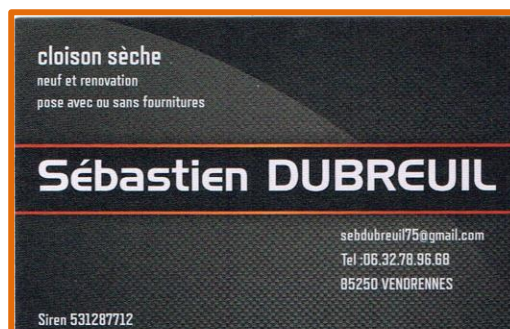 cloison sèche
neuf et renovation
pose avec ou sans fournitures
Sébastien DUBREUIL
sebdubreuil75@gmail.com
Tel :06.32.78.96.68
85250 VENDRENNES
Siren 531287712